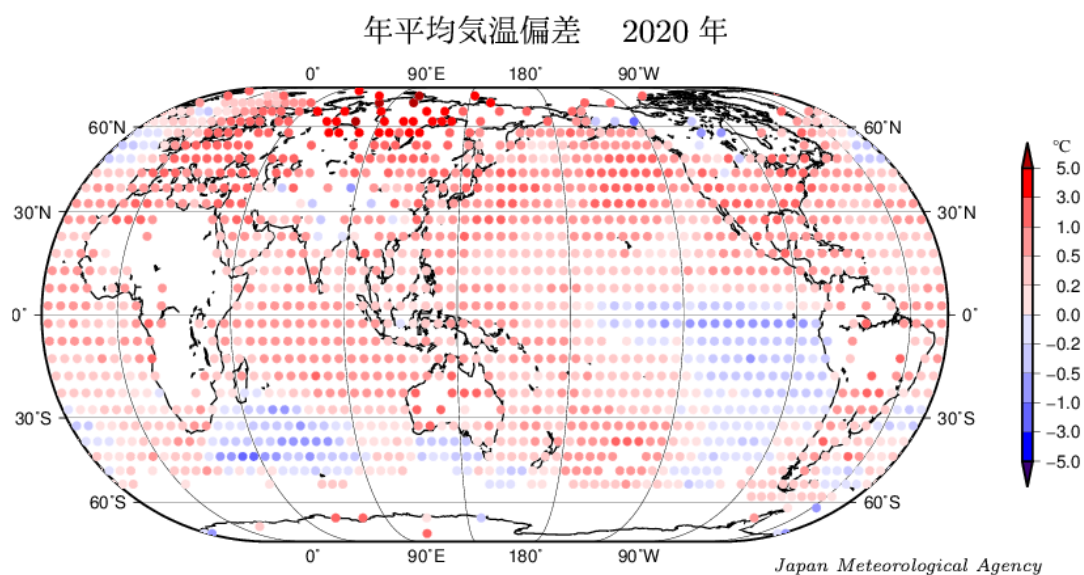 年平均気温偏差 2020 年
0° 90°E 180° 90°W
60°N 60°N
30°N 30°N
0° 0°
30°S 30°S
60°S 60°S
0° 90°E 180° 90°W
℃
5.0
3.0
1.0
0.5
0.2
0.0
−0.2
−0.5
−1.0
−3.0
−5.0
Japan Meteorological Agency